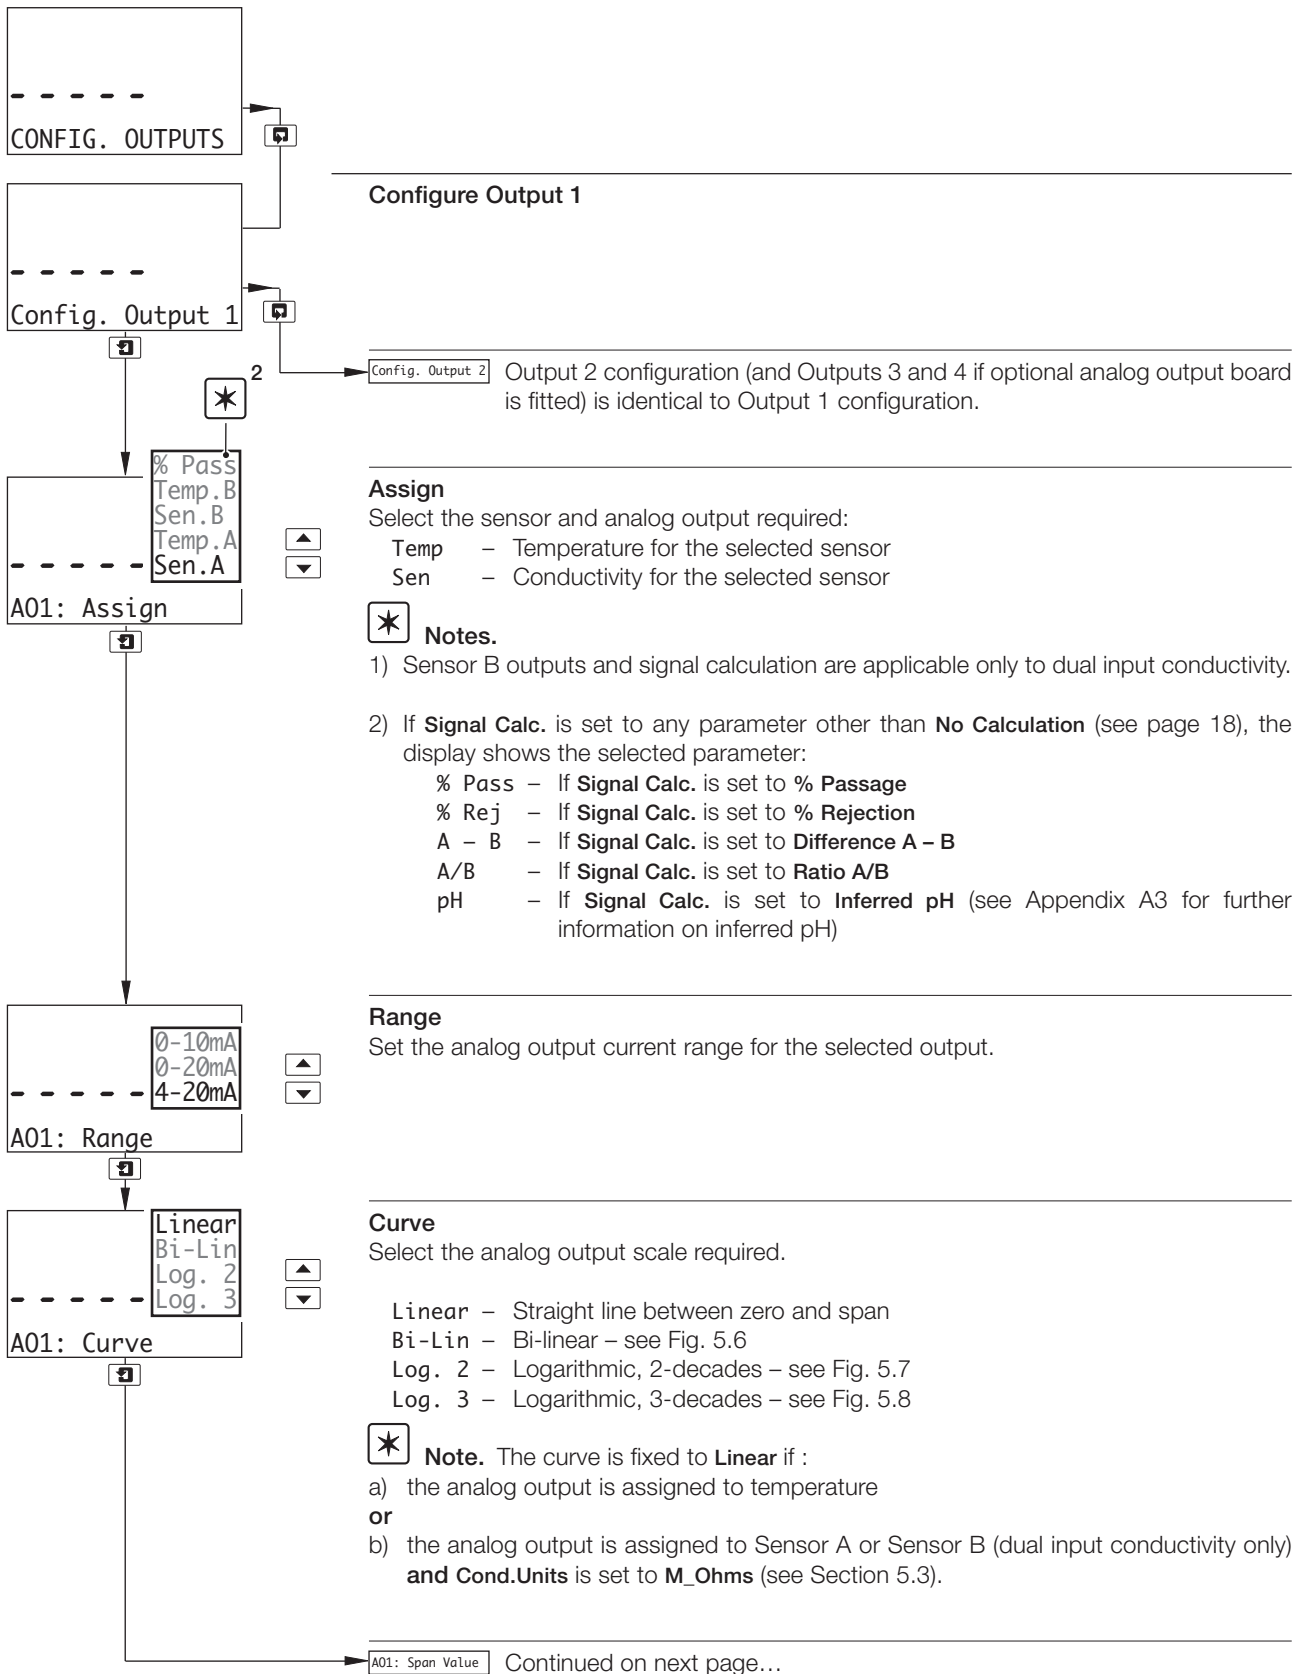 CONFIG. OUTPUTS
Configure Output 1
Config. Output 1
2
Config. Output 2
Output 2 configuration (and Outputs 3 and 4 if optional analog output board
is fitted) is identical to Output 1 configuration.
% Pass
Temp.B
Sen.B
Temp.A
Sen.A
AO1: Assign
Assign
Select the sensor and analog output required:
Temp – Temperature for the selected sensor
Sen – Conductivity for the selected sensor
Notes.
1) Sensor B outputs and signal calculation are applicable only to dual input conductivity.
2) If Signal Calc. is set to any parameter other than No Calculation (see page 18), the
display shows the selected parameter:
% Pass – If Signal Calc. is set to % Passage
% Rej – If Signal Calc. is set to % Rejection
A – B – If Signal Calc. is set to Difference A – B
A/B – If Signal Calc. is set to Ratio A/B
pH – If Signal Calc. is set to Inferred pH (see Appendix A3 for further
information on inferred pH)
0-10mA
0-20mA
4-20mA
AO1: Range
Range
Set the analog output current range for the selected output.
Linear
Bi-Lin
Log. 2
Log. 3
AO1: Curve
Curve
Select the analog output scale required.
Linear – Straight line between zero and span
Bi-Lin – Bi-linear – see Fig. 5.6
Log. 2 – Logarithmic, 2-decades – see Fig. 5.7
Log. 3 – Logarithmic, 3-decades – see Fig. 5.8
Note. The curve is fixed to Linear if :
a) the analog output is assigned to temperature
or
b) the analog output is assigned to Sensor A or Sensor B (dual input conductivity only)
and Cond.Units is set to M_Ohms (see Section 5.3).
AO1: Span Value
Continued on next page…